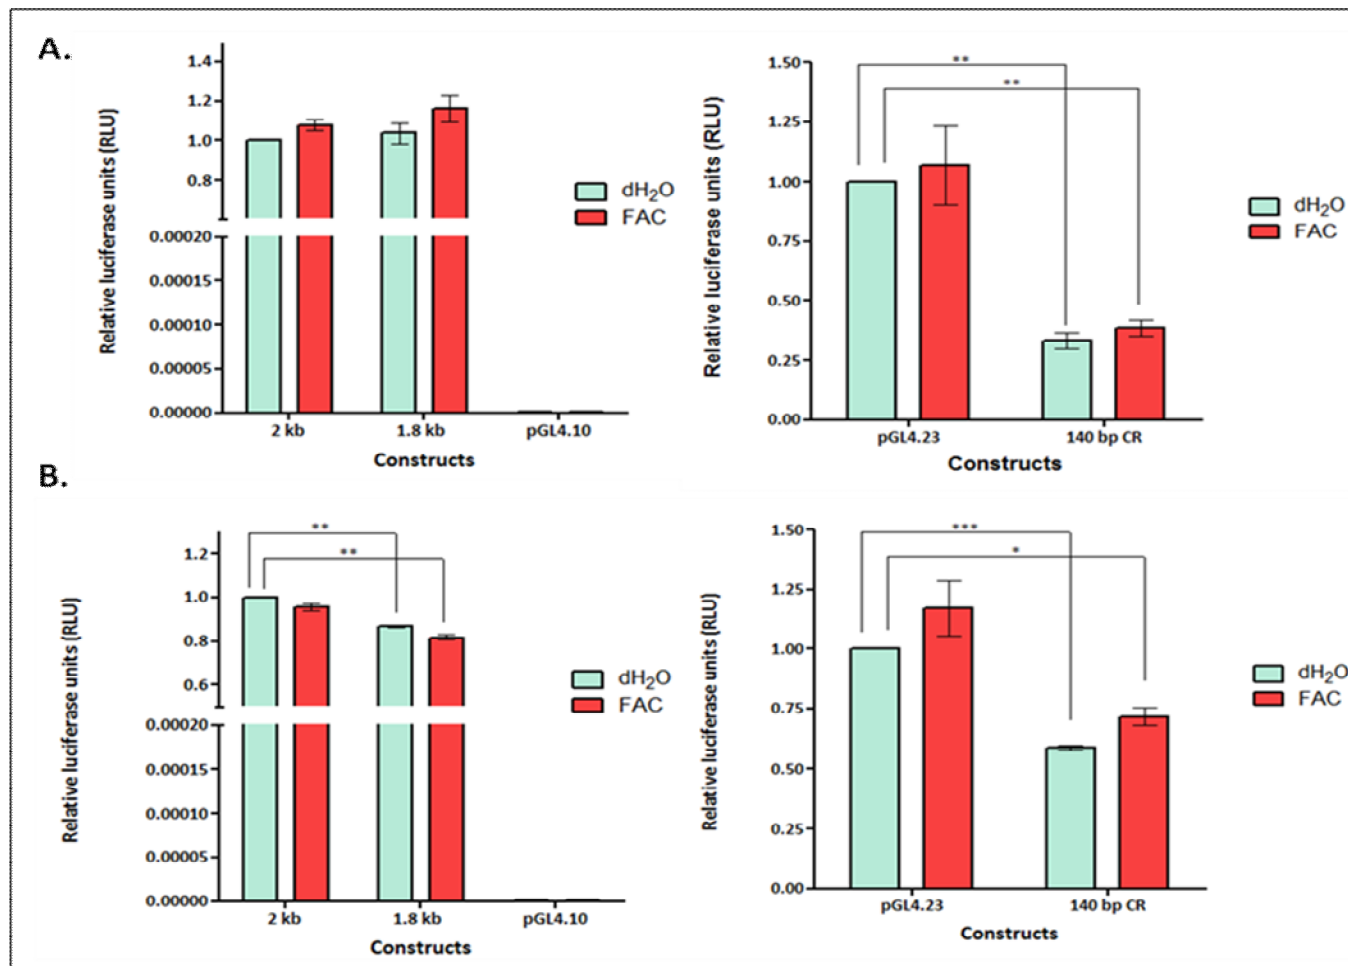 A.
Relative luciferase units (RLU)
1.4
1.2
1.0
0.8
0.00020
0.00015
0.00010
0.00005
0.00000
2 kb 1.8 kb pGL4.10
Constructs
dH₂O
FAC
Relative luciferase units (RLU)
1.50
1.25
1.00
0.75
0.50
0.25
0.00
**
**
pGL4.23 140 bp CR
Constructs
dH₂O
FAC
B.
Relative luciferase units (RLU)
1.2
1.0
0.8
0.6
0.00020
0.00015
0.00010
0.00005
0.00000
**
**
2 kb 1.8 kb pGL4.10
Constructs
dH₂O
FAC
Relative luciferase units (RLU)
1.50
1.25
1.00
0.75
0.50
0.25
0.00
***
*
pGL4.23 140 bp CR
Constructs
dH₂O
FAC